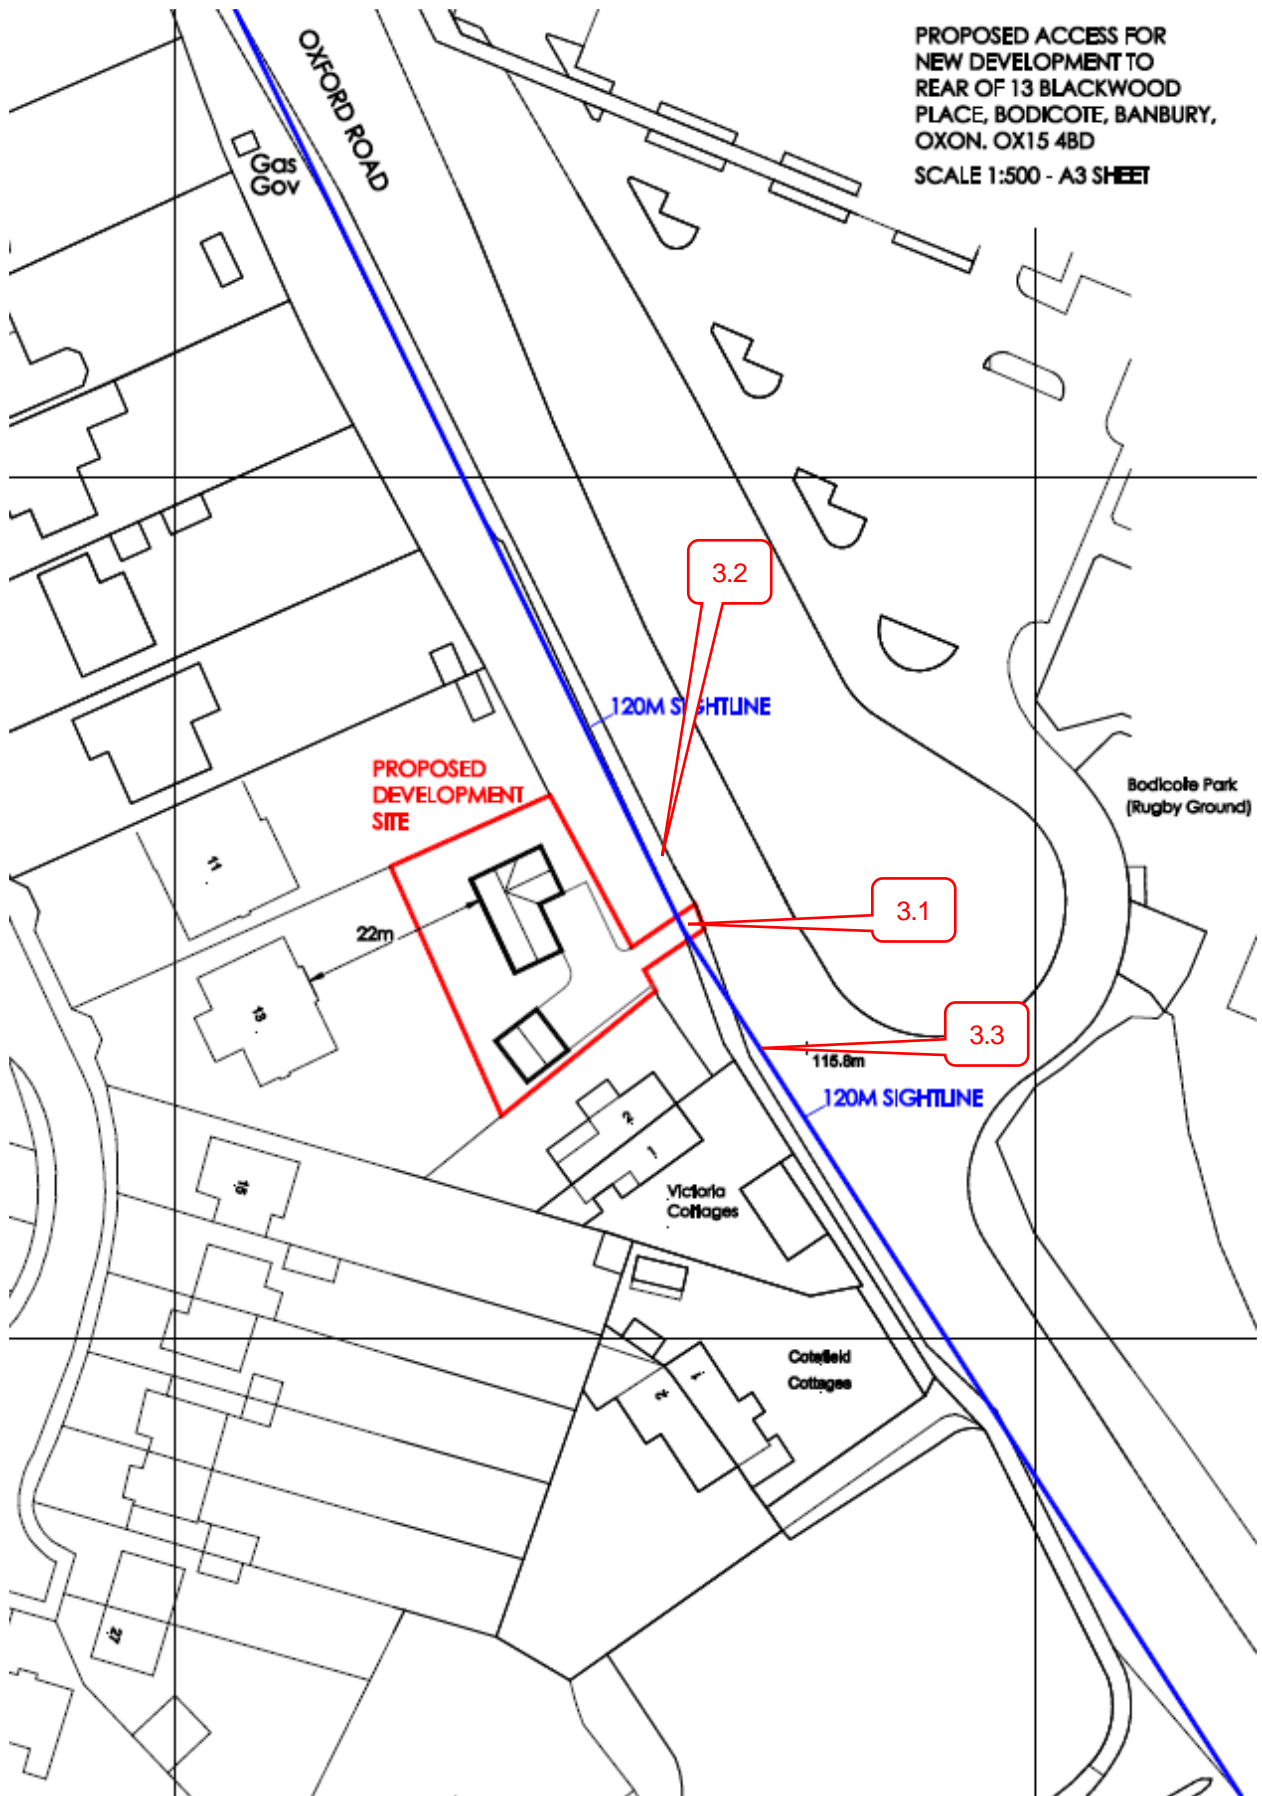 PROPOSED ACCESS FOR
NEW DEVELOPMENT TO
REAR OF 13 BLACKWOOD
PLACE, BODICOTE, BANBURY,
OXON. OX15 4BD
SCALE 1:500 - A3 SHEET
OXFORD ROAD
Gas
Gov
3.2
120M SIGHTLINE
PROPOSED
DEVELOPMENT
SITE
Bodicote Park
(Rugby Ground)
11
3.1
22m
13
3.3
115.8m
120M SIGHTLINE
2
1
15
Victoria
Cottages
Cotefield
Cottages
1
2
27